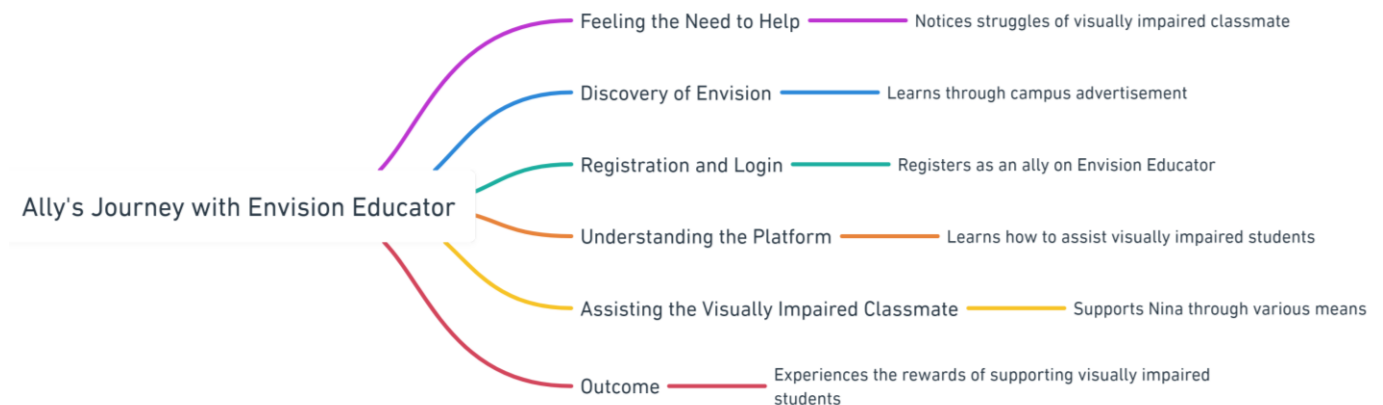 Feeling the Need to Help
Notices struggles of visually impaired classmate
Discovery of Envision
Learns through campus advertisement
Registration and Login
Registers as an ally on Envision Educator
Ally's Journey with Envision Educator
Understanding the Platform
Learns how to assist visually impaired students
Assisting the Visually Impaired Classmate
Supports Nina through various means
Outcome
Experiences the rewards of supporting visually impaired
students